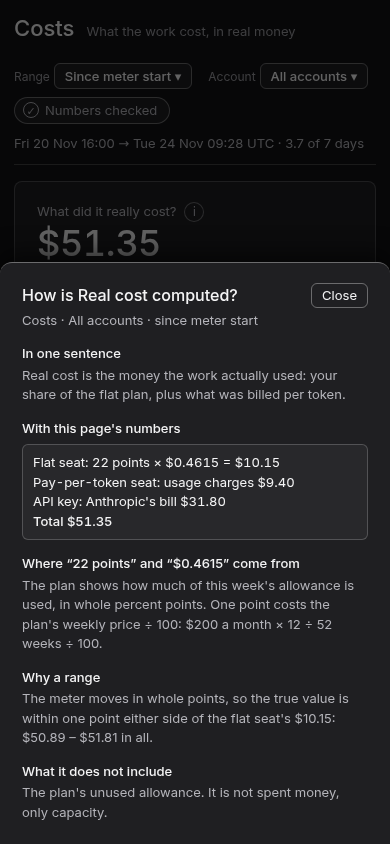 Costs What the work cost, in real money
Range Since meter start ▾ Account All accounts ▾
Numbers checked
Fri 20 Nov 16:00 → Tue 24 Nov 09:28 UTC · 3.7 of 7 days
What did it really cost? i
$51.35
How is Real cost computed? Close
Costs · All accounts · since meter start
In one sentence
Real cost is the money the work actually used: your
share of the flat plan, plus what was billed per token.
With this page's numbers
Flat seat: 22 points × $0.4615 = $10.15
Pay-per-token seat: usage charges $9.40
API key: Anthropic's bill $31.80
Total $51.35
Where “22 points” and “$0.4615” come from
The plan shows how much of this week's allowance is
used, in whole percent points. One point costs the
plan's weekly price ÷ 100: $200 a month × 12 ÷ 52
weeks ÷ 100.
Why a range
The meter moves in whole points, so the true value is
within one point either side of the flat seat's $10.15:
$50.89 – $51.81 in all.
What it does not include
The plan's unused allowance. It is not spent money,
only capacity.